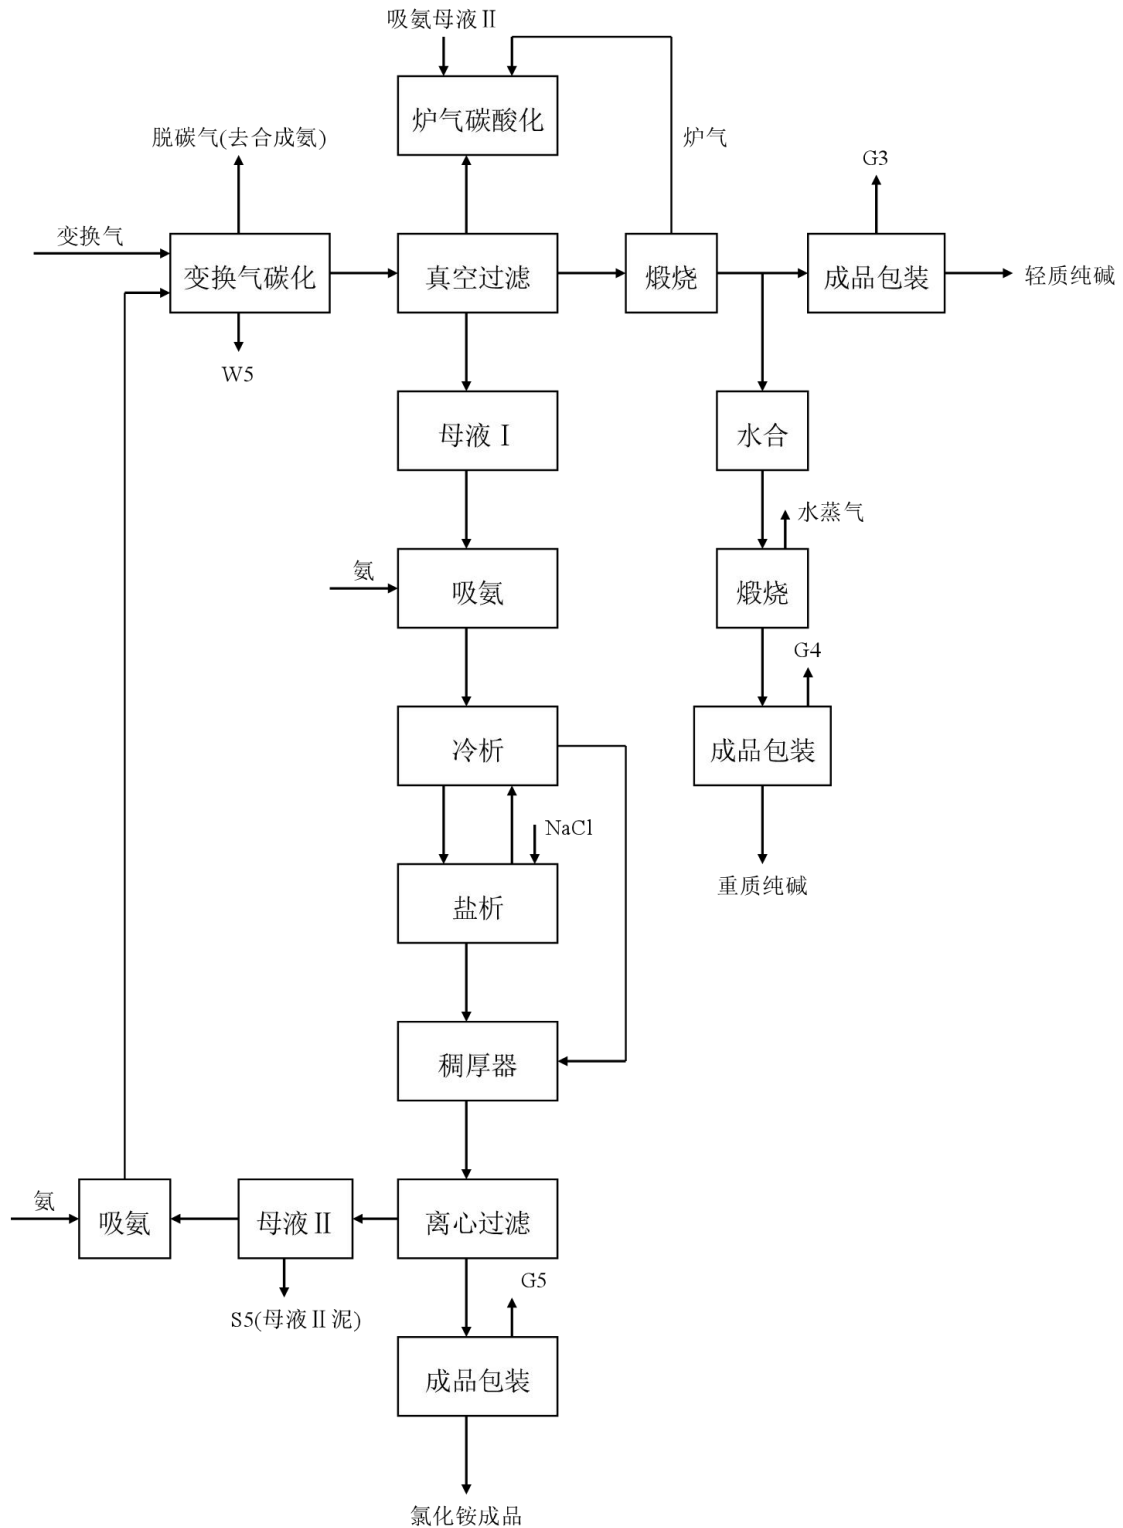 吸氨母液Ⅱ
炉气碳酸化
脱碳气(去合成氨)
炉气
G3
变换气
变换气碳化
真空过滤
煅烧
成品包装
轻质纯碱
W5
母液Ⅰ
水合
水蒸气
氨
吸氨
煅烧
G4
冷析
成品包装
NaCl
重质纯碱
盐析
稠厚器
氨
吸氨
母液Ⅱ
离心过滤
G5
S5(母液Ⅱ泥)
成品包装
氯化铵成品